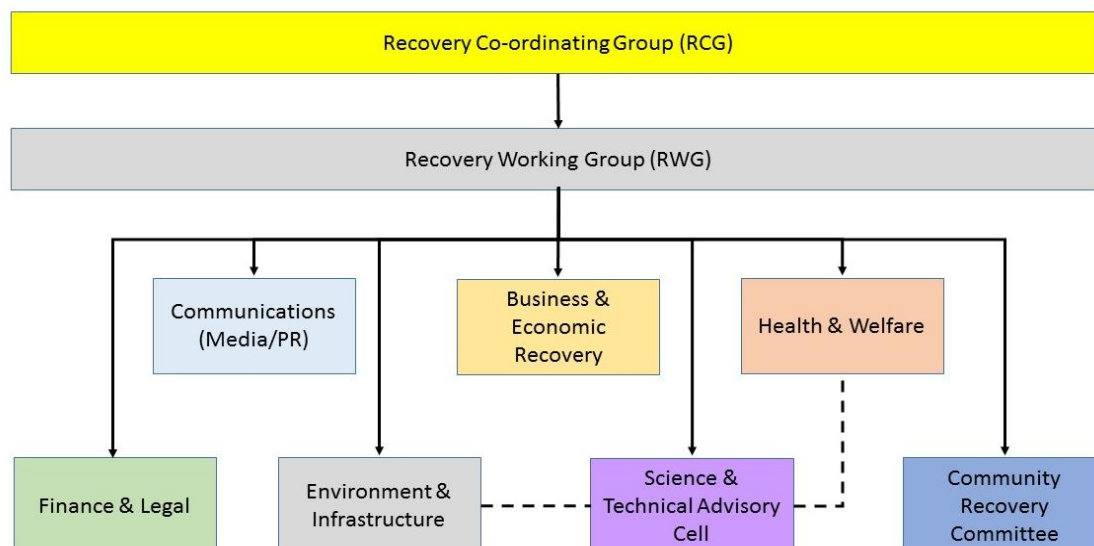 Recovery Co-ordinating Group (RCG)
Recovery Working Group (RWG)
Communications
(Media/PR)
Business &
Economic
Recovery
Health & Welfare
Finance & Legal
Environment &
Infrastructure
Science &
Technical Advisory
Cell
Community
Recovery
Committee